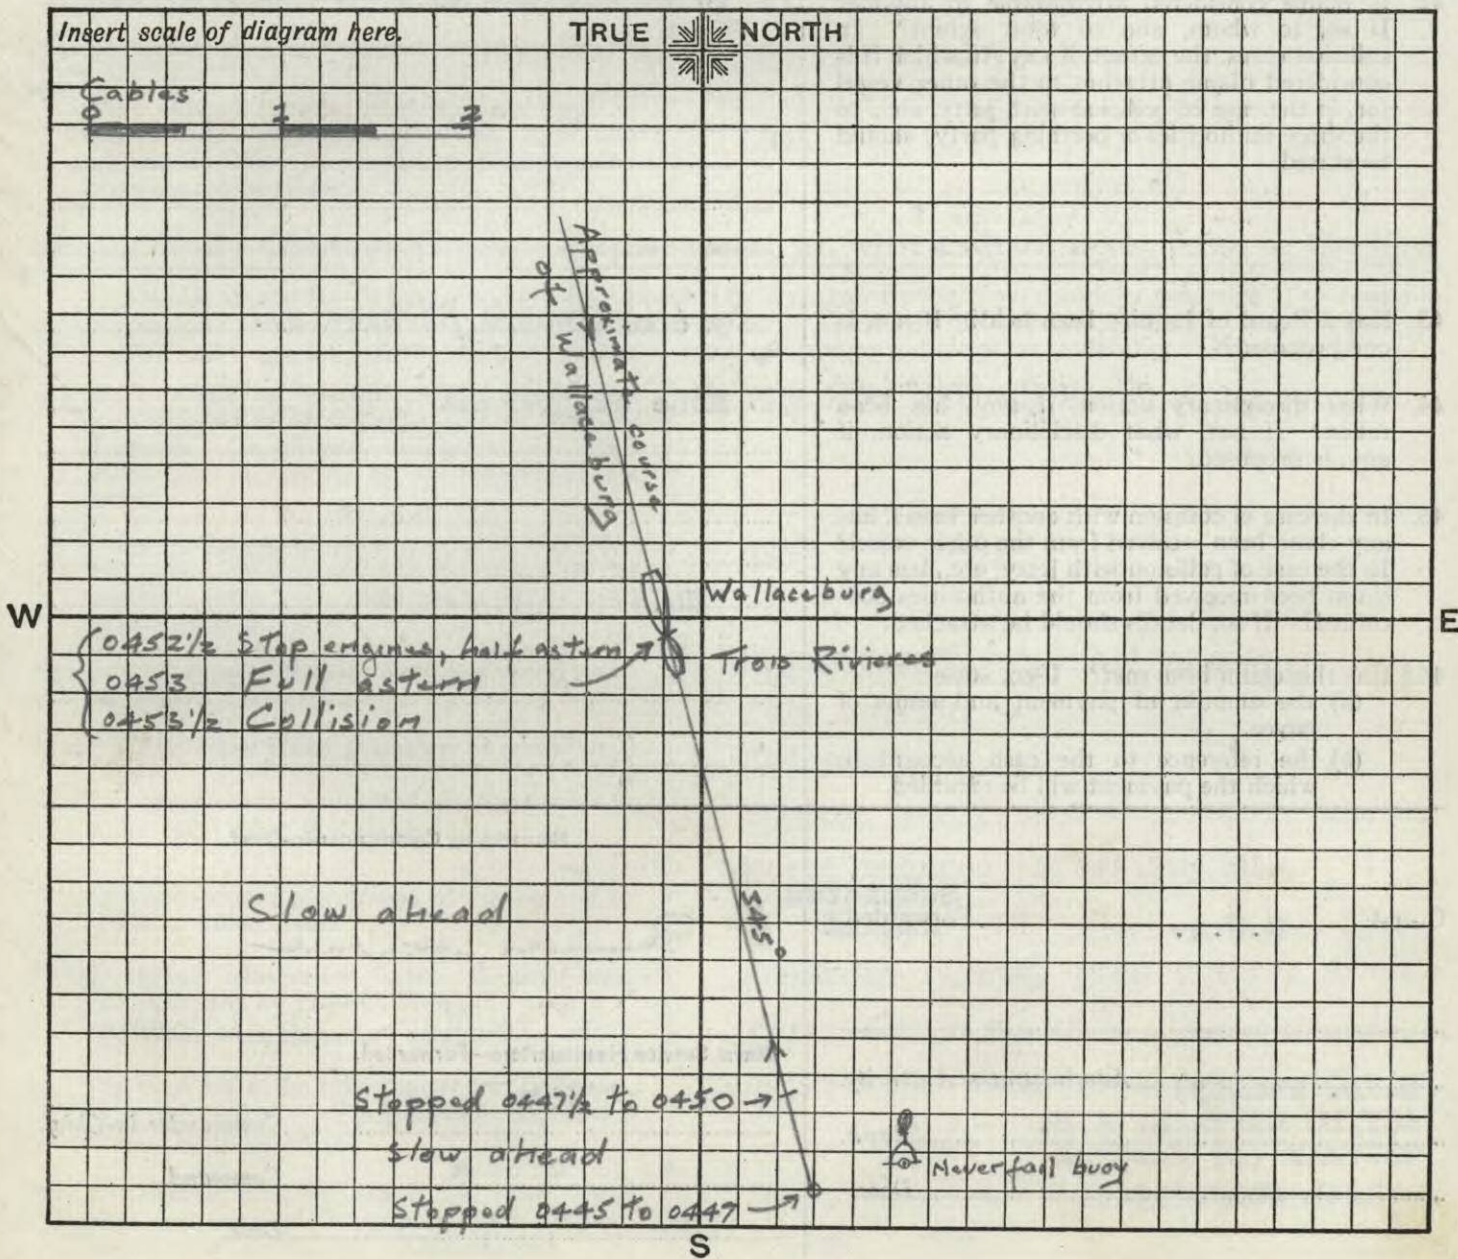 TRUE NORTH
Insert scale of diagram here.
Cables
0 1 2
Approximate course
of Wallaceburg
W
E
Wallaceburg
Trois Rivieres
0452½ Stop engines, half astern
0453 Full astern
0453½ Collision
Slow ahead
345°
Stopped 0447½ to 0450
Slow ahead
Neverfail buoy
Stopped 0445 to 0447
S